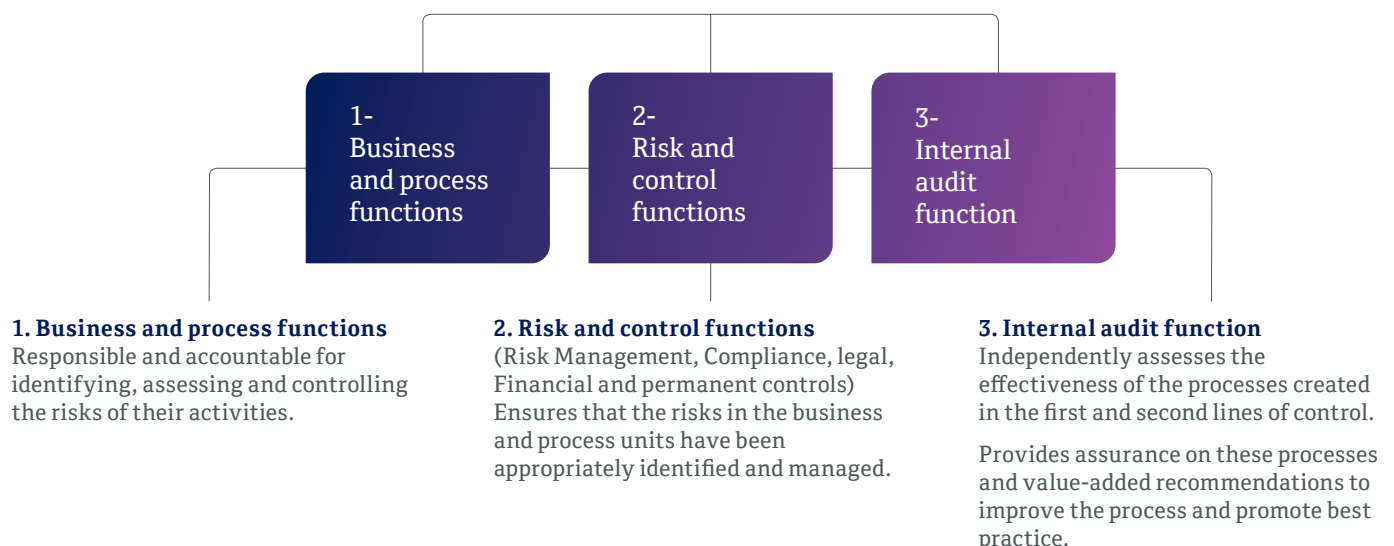 1-
Business
and process
functions
2-
Risk and
control
functions
3-
Internal
audit
function
1. Business and process functions
Responsible and accountable for
identifying, assessing and controlling
the risks of their activities.
2. Risk and control functions
(Risk Management, Compliance, legal,
Financial and permanent controls)
Ensures that the risks in the business
and process units have been
appropriately identified and managed.
3. Internal audit function
Independently assesses the
effectiveness of the processes created
in the first and second lines of control.
Provides assurance on these processes
and value-added recommendations to
improve the process and promote best
practice.